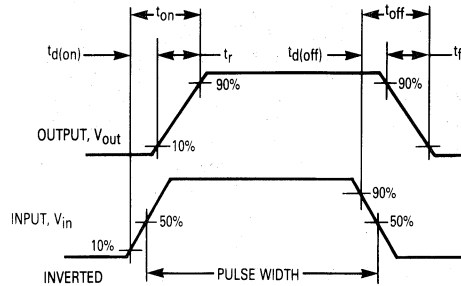 ton
toff
td(on)
tr
td(off)
tf
90%
90%
OUTPUT, Vout
10%
90%
INPUT, Vin
50%
50%
10%
INVERTED
PULSE WIDTH